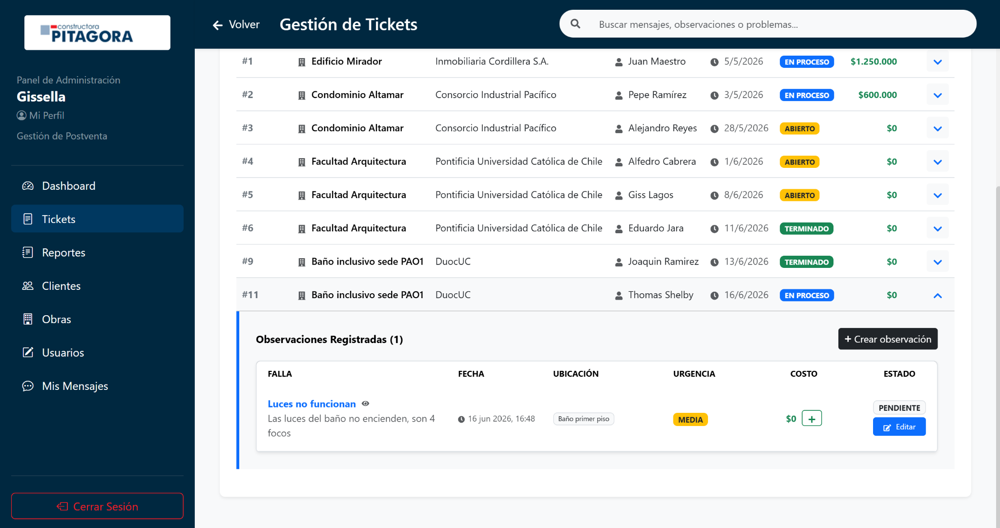 constructora
PITAGORA
Panel de Administración
Gissella
Mi Perfil
Gestión de Postventa
Dashboard
Tickets
Reportes
Clientes
Obras
Usuarios
Mis Mensajes
Cerrar Sesión
Volver
Gestión de Tickets
Buscar mensajes, observaciones o problemas...
#1 Edificio Mirador Inmobiliaria Cordillera S.A. Juan Maestro 5/5/2026 EN PROCESO $1.250.000
#2 Condominio Altamar Consorcio Industrial Pacífico Pepe Ramírez 3/5/2026 EN PROCESO $600.000
#3 Condominio Altamar Consorcio Industrial Pacífico Alejandro Reyes 28/5/2026 ABIERTO $0
#4 Facultad Arquitectura Pontificia Universidad Católica de Chile Alfedro Cabrera 1/6/2026 ABIERTO $0
#5 Facultad Arquitectura Pontificia Universidad Católica de Chile Giss Lagos 8/6/2026 ABIERTO $0
#6 Facultad Arquitectura Pontificia Universidad Católica de Chile Eduardo Jara 11/6/2026 TERMINADO $0
#9 Baño inclusivo sede PAO1 DuocUC Joaquin Ramirez 13/6/2026 TERMINADO $0
#11 Baño inclusivo sede PAO1 DuocUC Thomas Shelby 16/6/2026 EN PROCESO $0
Observaciones Registradas (1)
+ Crear observación
FALLA FECHA UBICACIÓN URGENCIA COSTO ESTADO
Luces no funcionan
Las luces del baño no encienden, son 4
focos
16 jun 2026, 16:48
Baño primer piso
MEDIA
$0 +
PENDIENTE
Editar